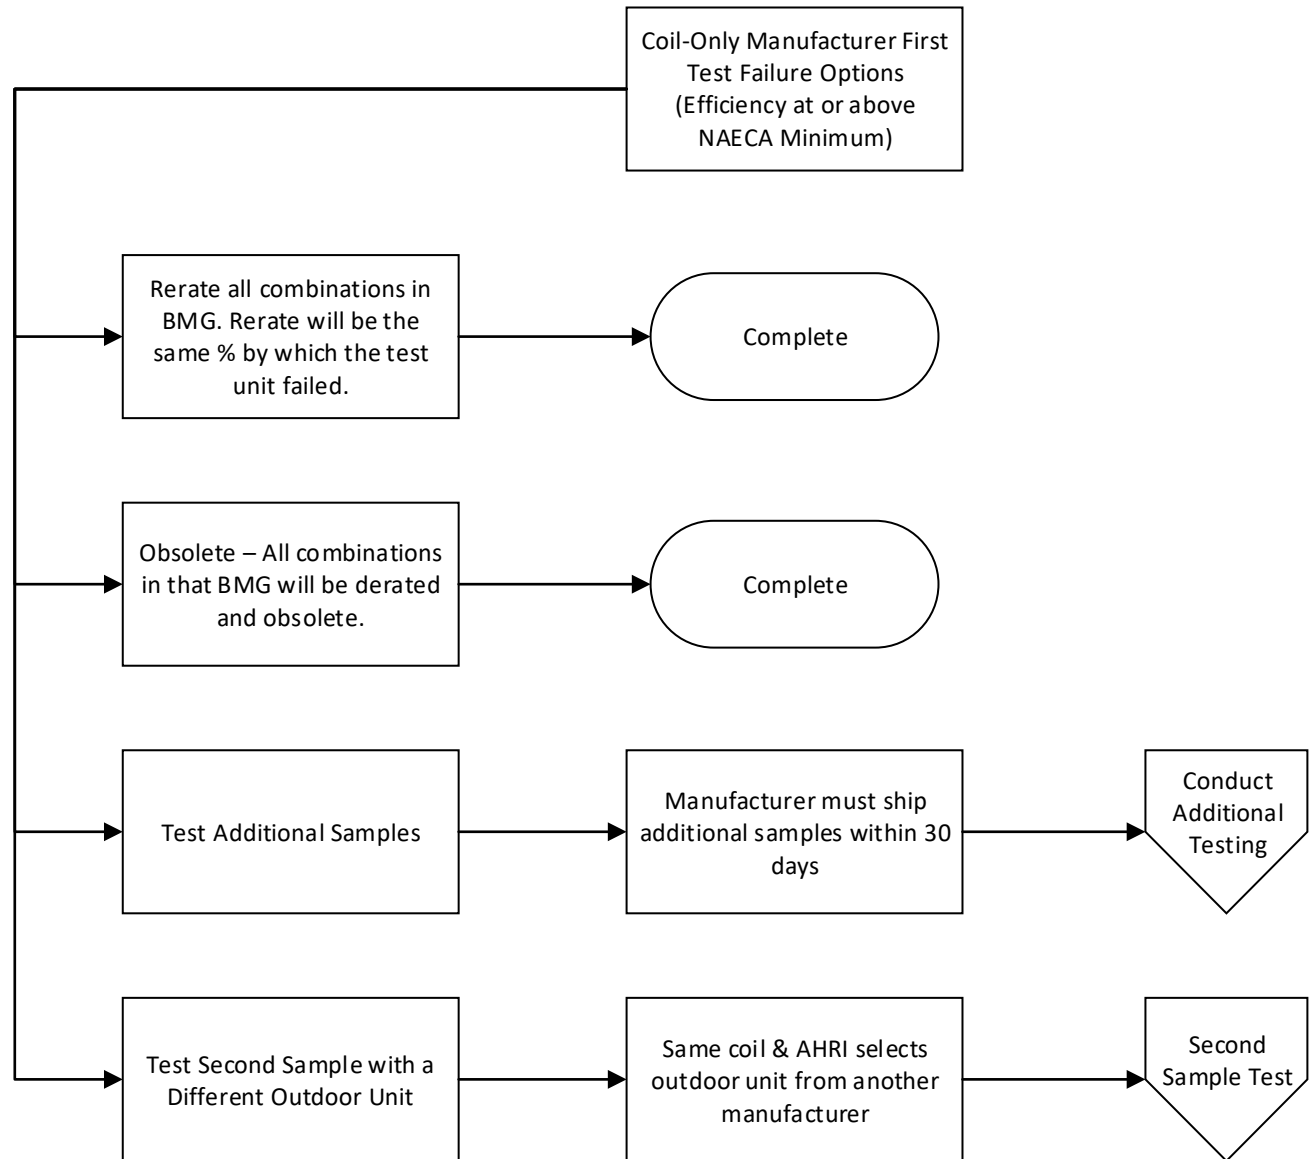 Coil-Only Manufacturer First
Test Failure Options
(Efficiency at or above
NAECA Minimum)
Rerate all combinations in
BMG. Rerate will be the
same % by which the test
unit failed.
Complete
Obsolete – All combinations
in that BMG will be derated
and obsolete.
Complete
Test Additional Samples
Manufacturer must ship
additional samples within 30
days
Conduct
Additional
Testing
Test Second Sample with a
Different Outdoor Unit
Same coil & AHRI selects
outdoor unit from another
manufacturer
Second
Sample Test